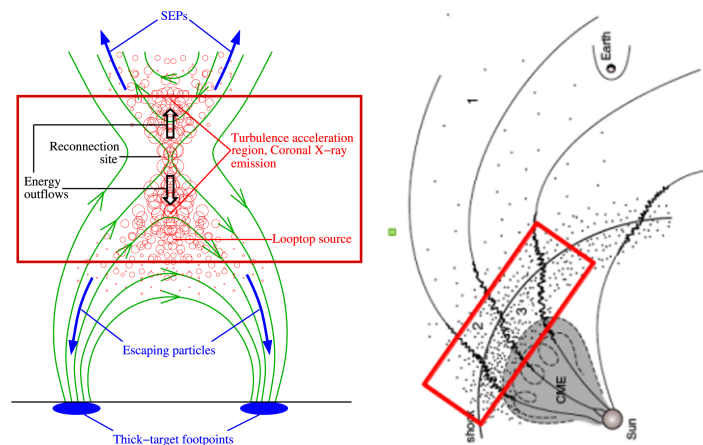 SEPs
Reconnection
site
Energy
outflows
Turbulence acceleration
region, Coronal X−ray
emission
Looptop source
Escaping particles
Thick−target footpoints
Earth
1
2
3
CME
shock
Sun